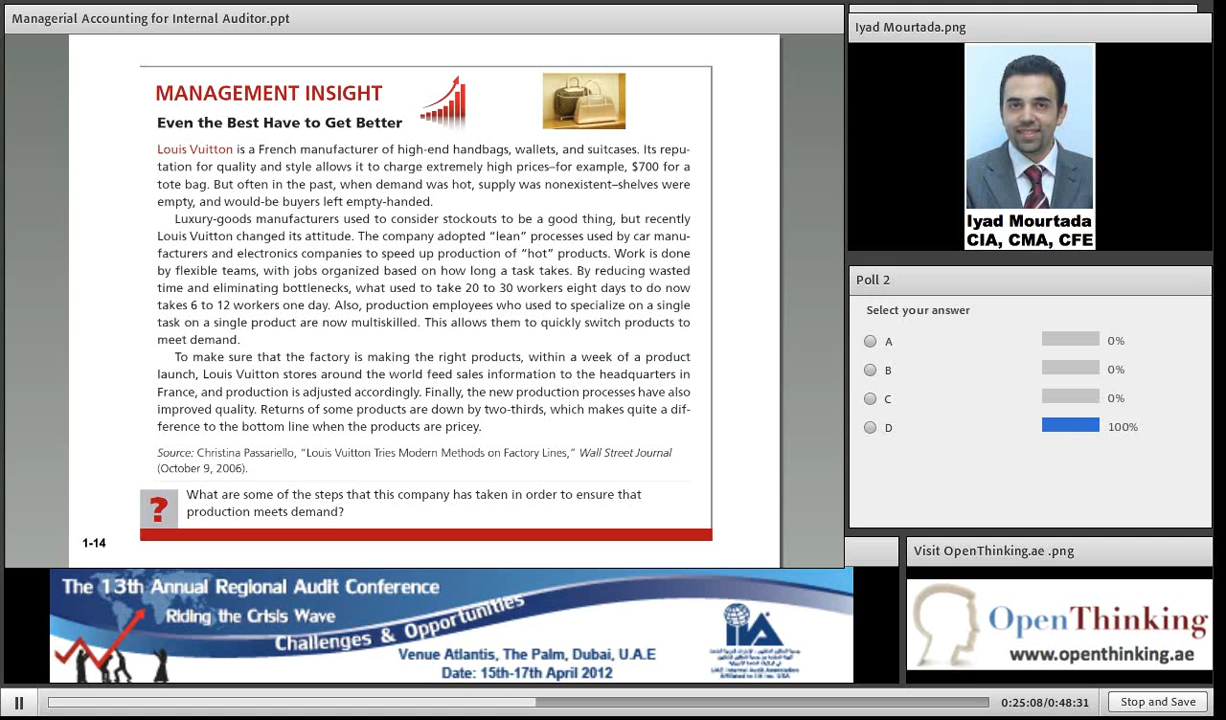 Managerial Accounting for Internal Auditor.ppt
MANAGEMENT INSIGHT
Even the Best Have to Get Better
Louis Vuitton is a French manufacturer of high-end handbags, wallets, and suitcases. Its repu-
tation for quality and style allows it to charge extremely high prices–for example, $700 for a
tote bag. But often in the past, when demand was hot, supply was nonexistent–shelves were
empty, and would-be buyers left empty-handed.
Luxury-goods manufacturers used to consider stockouts to be a good thing, but recently
Louis Vuitton changed its attitude. The company adopted “lean” processes used by car manu-
facturers and electronics companies to speed up production of “hot” products. Work is done
by flexible teams, with jobs organized based on how long a task takes. By reducing wasted
time and eliminating bottlenecks, what used to take 20 to 30 workers eight days to do now
takes 6 to 12 workers one day. Also, production employees who used to specialize on a single
task on a single product are now multiskilled. This allows them to quickly switch products to
meet demand.
To make sure that the factory is making the right products, within a week of a product
launch, Louis Vuitton stores around the world feed sales information to the headquarters in
France, and production is adjusted accordingly. Finally, the new production processes have also
improved quality. Returns of some products are down by two-thirds, which makes quite a dif-
ference to the bottom line when the products are pricey.
Source: Christina Passariello, “Louis Vuitton Tries Modern Methods on Factory Lines,” Wall Street Journal
(October 9, 2006).
?
What are some of the steps that this company has taken in order to ensure that
production meets demand?
1-14
Iyad Mourtada.png
Iyad Mourtada
CIA, CMA, CFE
Poll 2
Select your answer
A 0%
B 0%
C 0%
D 100%
The 13th Annual Regional Audit Conference
Riding the Crisis Wave
Challenges & Opportunities
Venue Atlantis, The Palm, Dubai, U.A.E
Date: 15th-17th April 2012
IIA
Visit OpenThinking.ae .png
OpenThinking
www.openthinking.ae
0:25:08/0:48:31
Stop and Save